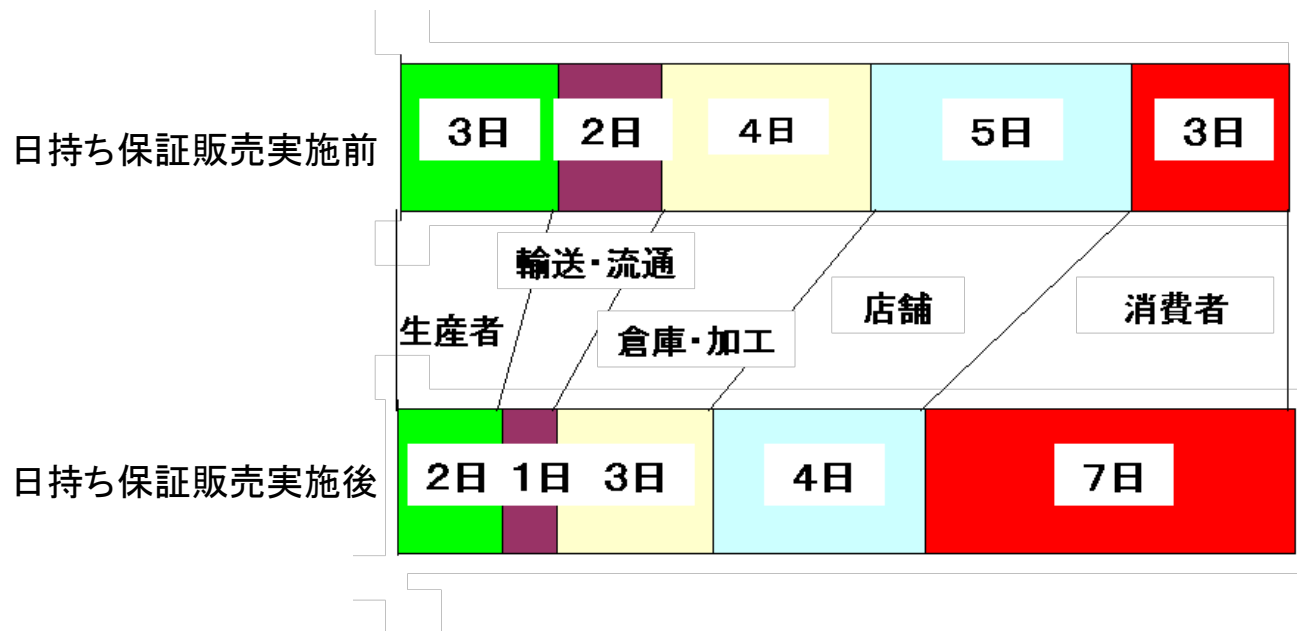 日持ち保証販売実施前
3日 2日 4日 5日 3日
輸送・流通
生産者
倉庫・加工
店舗
消費者
日持ち保証販売実施後
2日 1日 3日 4日 7日